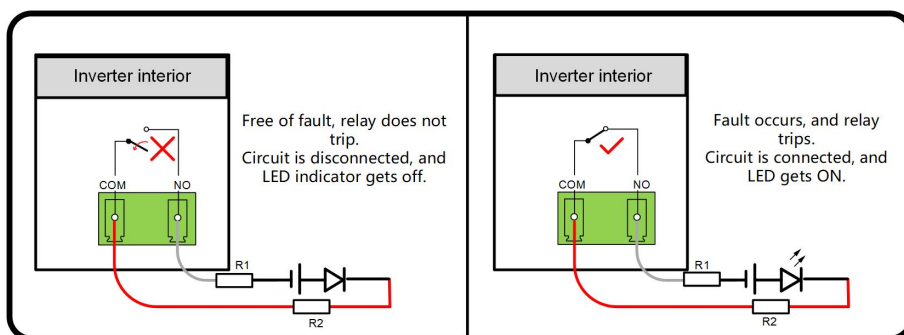 Inverter interior
Free of fault, relay does not
trip.
Circuit is disconnected, and
LED indicator gets off.
COM
NO
R1
R2
Inverter interior
Fault occurs, and relay
trips.
Circuit is connected, and
LED gets ON.
COM
NO
R1
R2